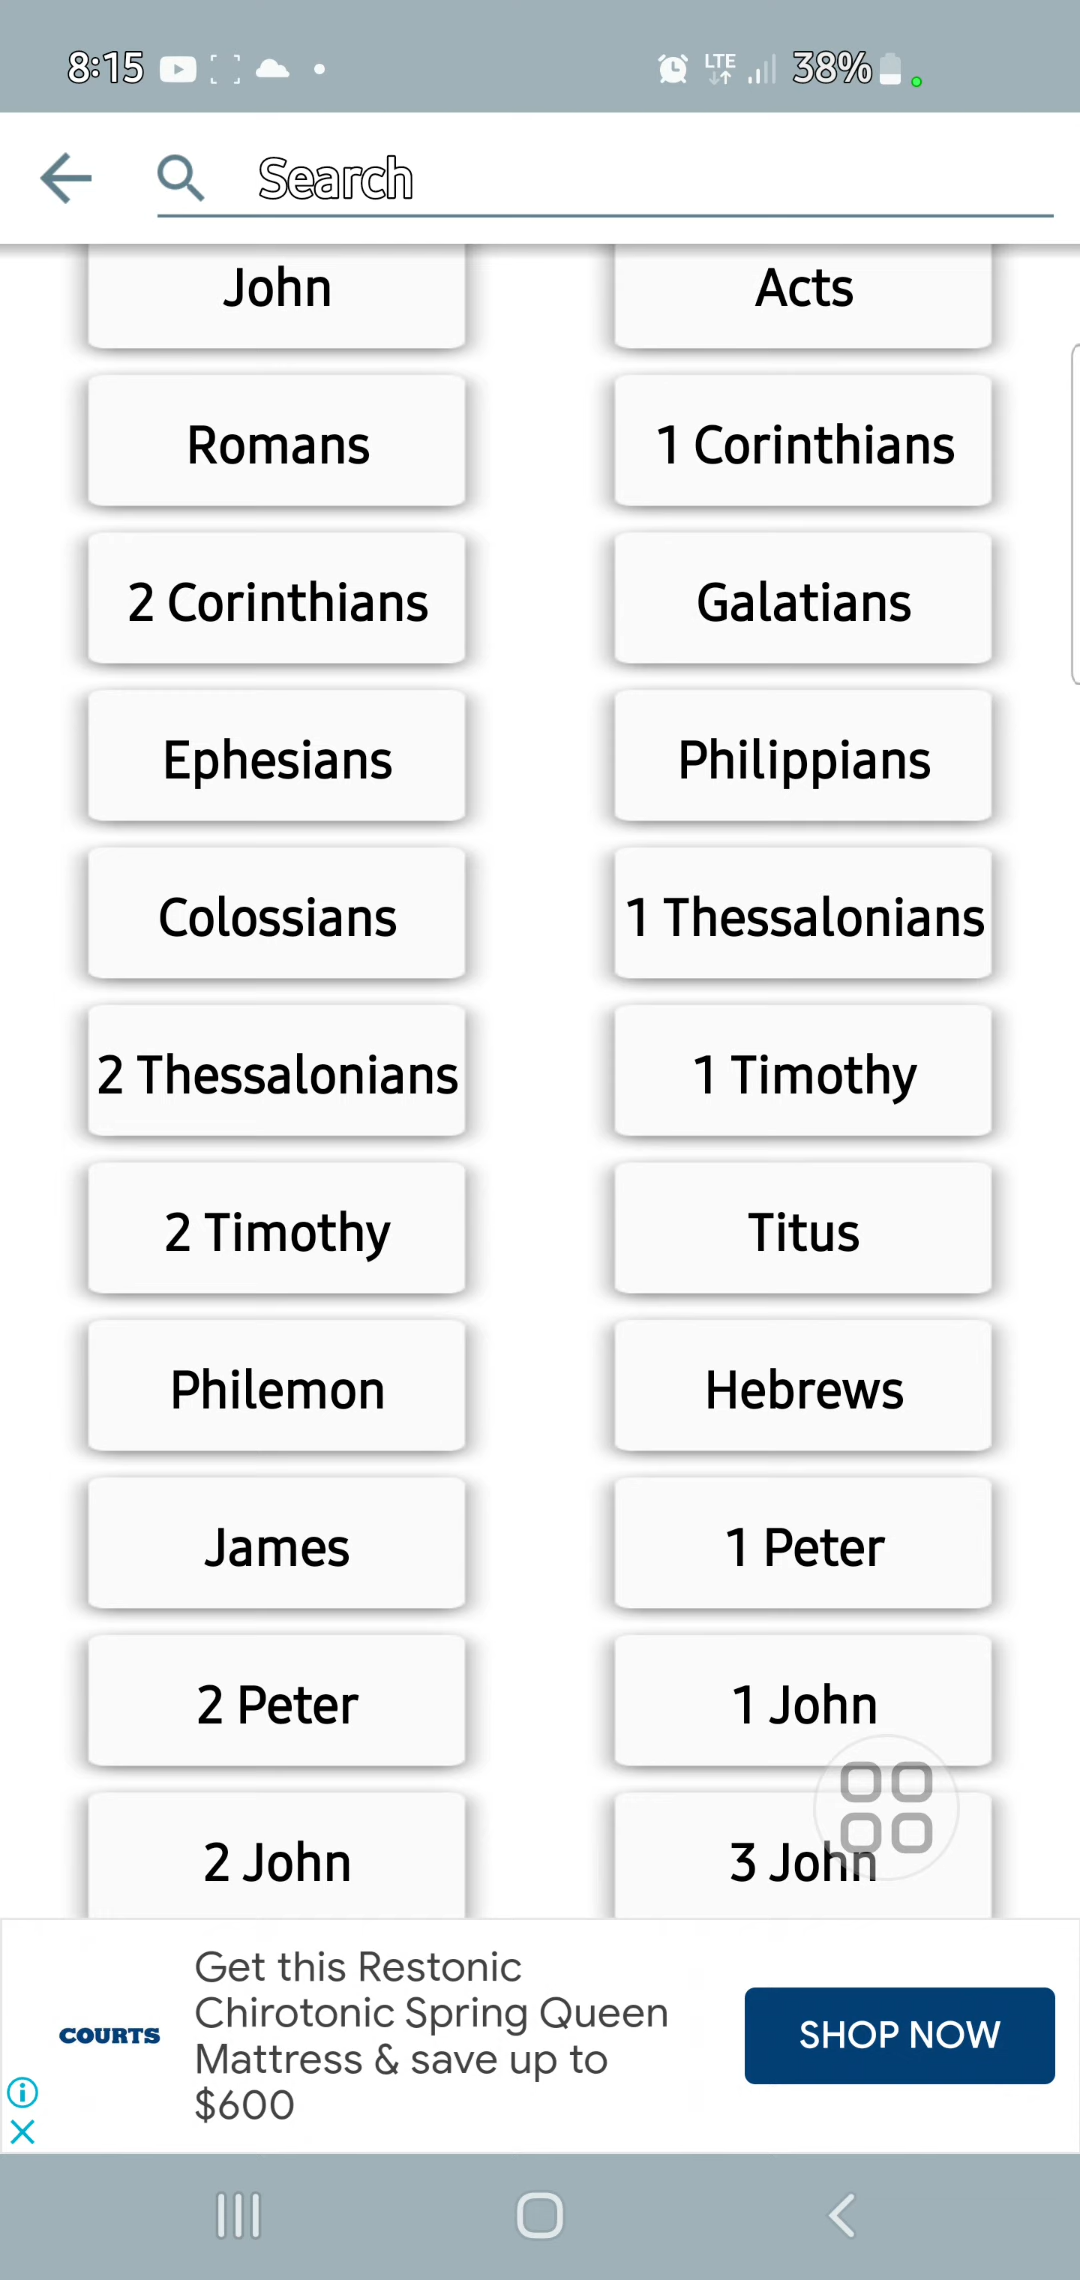 8:15
LTE
38%
Search
John
Acts
Romans
1 Corinthians
2 Corinthians
Galatians
Ephesians
Philippians
Colossians
1 Thessalonians
2 Thessalonians
1 Timothy
2 Timothy
Titus
Philemon
Hebrews
James
1 Peter
2 Peter
1 John
2 John
3 John
COURTS
Get this Restonic
Chirotonic Spring Queen
Mattress & save up to
$600
SHOP NOW